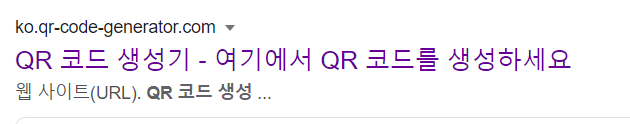 ko.qr-code-generator.com
QR 코드 생성기 - 여기에서 QR 코드를 생성하세요
웹 사이트(URL). QR 코드 생성 ...